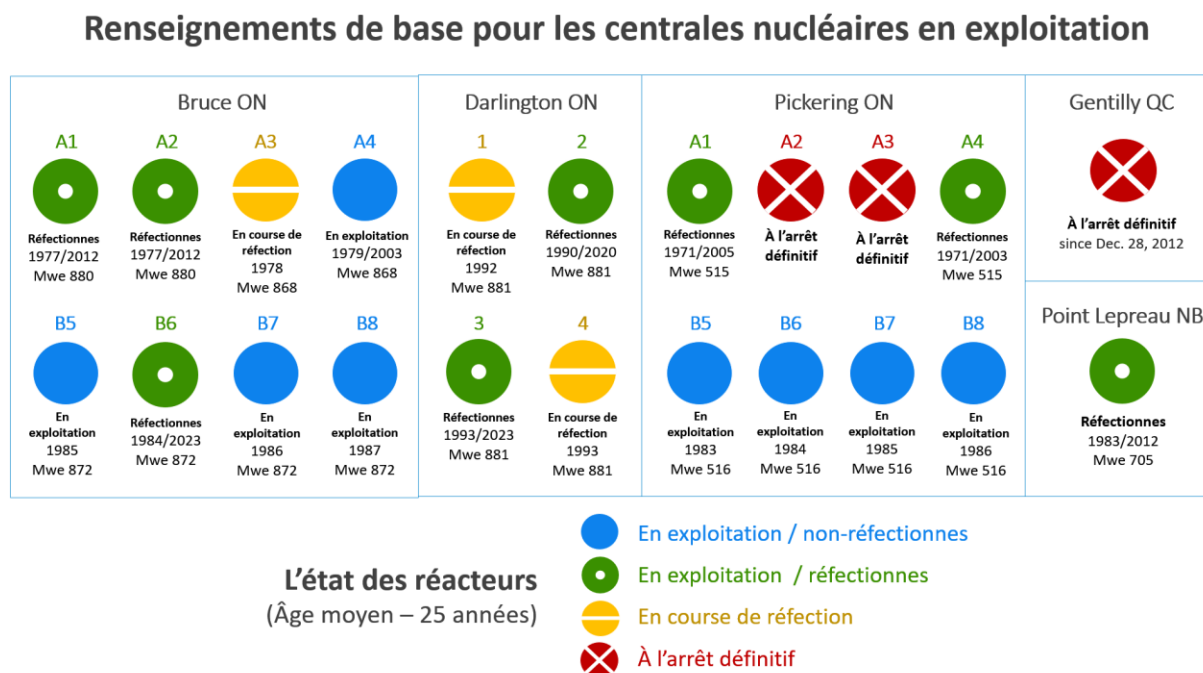 Renseignements de base pour les centrales nucléaires en exploitation
Bruce ON
A1
Réfectionnes
1977/2012
Mwe 880
A2
Réfectionnes
1977/2012
Mwe 880
A3
En course de
réfection
1978
Mwe 868
A4
En exploitation
1979/2003
Mwe 868
B5
En
exploitation
1985
Mwe 872
B6
Réfectionnes
1984/2023
Mwe 872
B7
En
exploitation
1986
Mwe 872
B8
En
exploitation
1987
Mwe 872
Darlington ON
1
En course de
réfection
1992
Mwe 881
2
Réfectionnes
1990/2020
Mwe 881
3
Réfectionnes
1993/2023
Mwe 881
4
En course de
réfection
1993
Mwe 881
Pickering ON
A1
Réfectionnes
1971/2005
Mwe 515
A2
À l'arrêt
définitif
A3
À l'arrêt
définitif
A4
Réfectionnes
1971/2003
Mwe 515
B5
En
exploitation
1983
Mwe 516
B6
En
exploitation
1984
Mwe 516
B7
En
exploitation
1985
Mwe 516
B8
En
exploitation
1986
Mwe 516
Gentilly QC
À l'arrêt définitif
since Dec. 28, 2012
Point Lepreau NB
Réfectionnes
1983/2012
Mwe 705
L'état des réacteurs
(Âge moyen – 25 années)
En exploitation / non-réfectionnes
En exploitation / réfectionnes
En course de réfection
À l'arrêt définitif